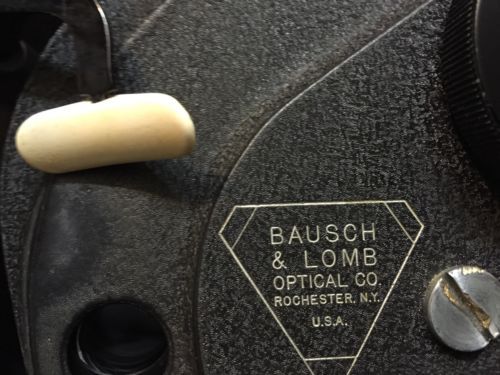 BAUSCH
& LOMB
OPTICAL CO.
ROCHESTER, N.Y.
U.S.A.